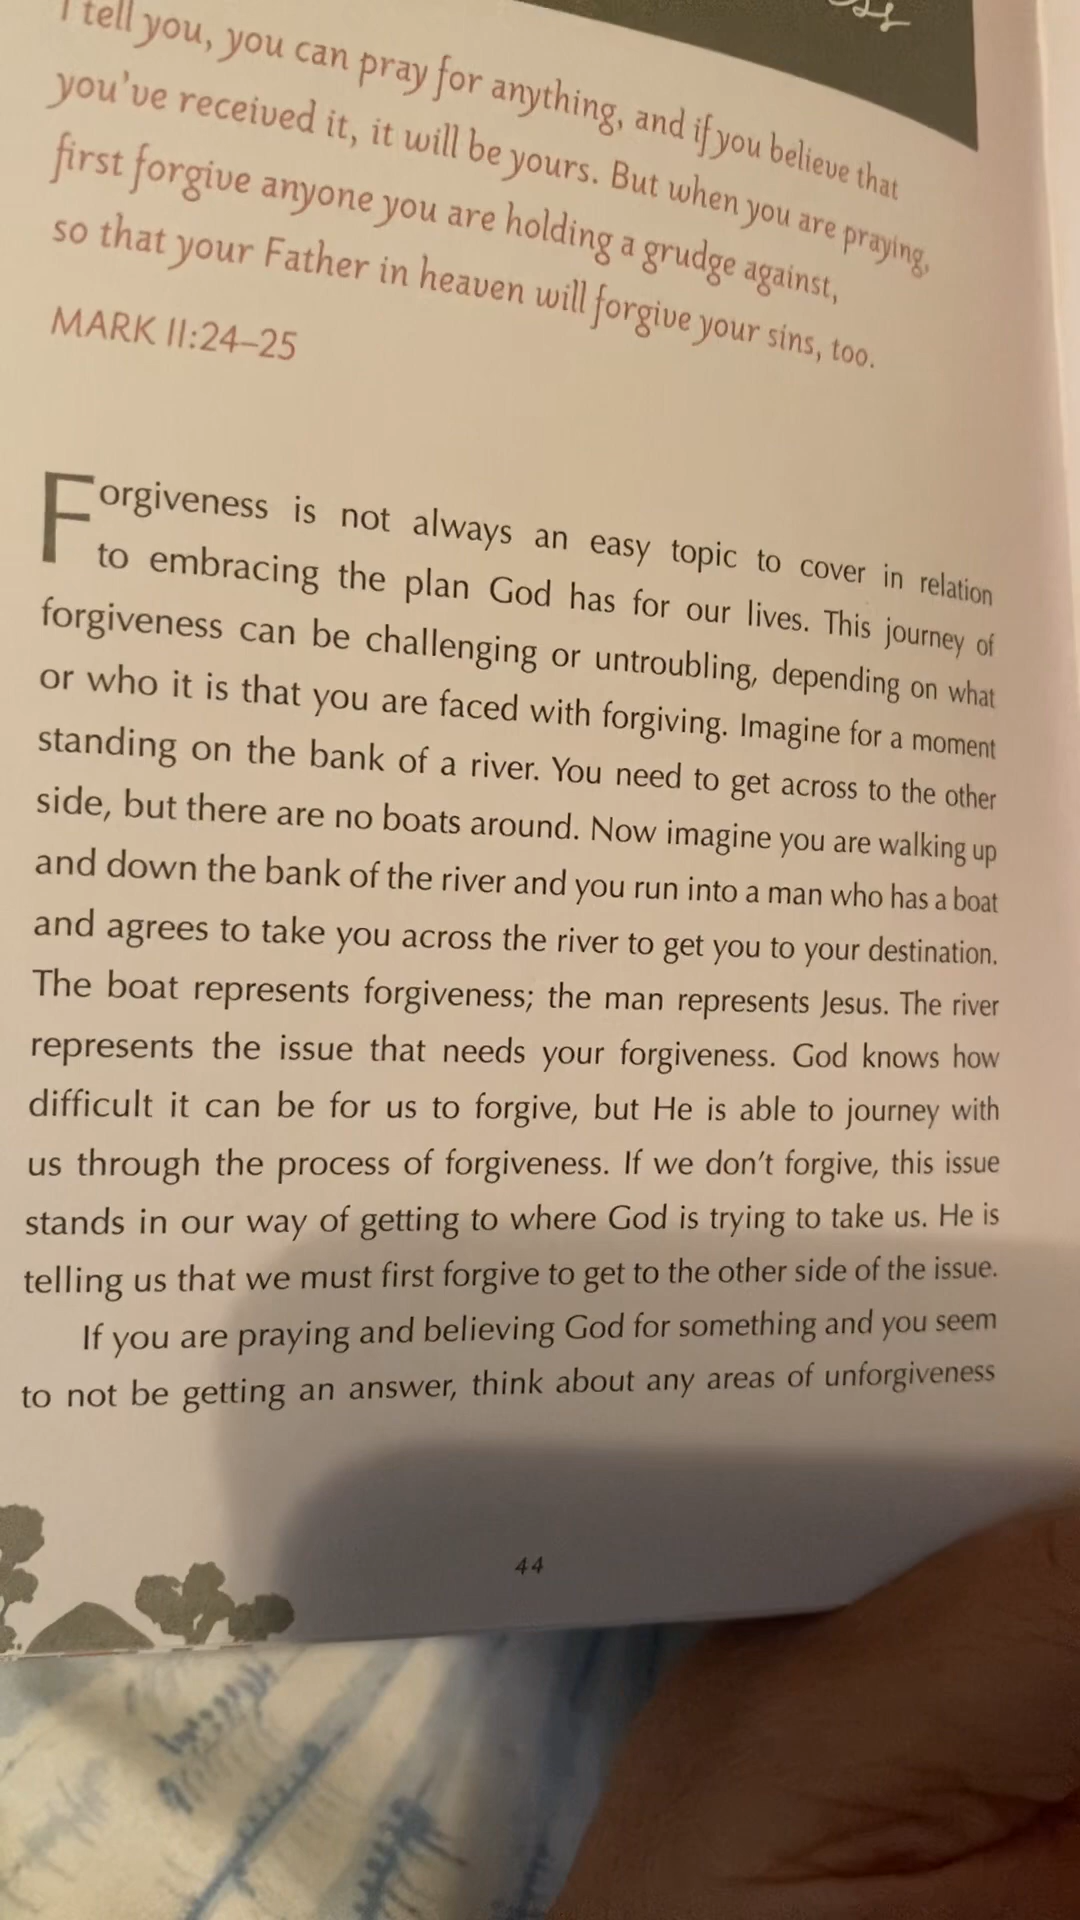 I tell you, you can pray for anything, and if you believe that
you've received it, it will be yours. But when you are praying,
first forgive anyone you are holding a grudge against,
so that your Father in heaven will forgive your sins, too.
MARK 11:24–25
Forgiveness is not always an easy topic to cover in relation
to embracing the plan God has for our lives. This journey of
forgiveness can be challenging or untroubling, depending on what
or who it is that you are faced with forgiving. Imagine for a moment
standing on the bank of a river. You need to get across to the other
side, but there are no boats around. Now imagine you are walking up
and down the bank of the river and you run into a man who has a boat
and agrees to take you across the river to get you to your destination.
The boat represents forgiveness; the man represents Jesus. The river
represents the issue that needs your forgiveness. God knows how
difficult it can be for us to forgive, but He is able to journey with
us through the process of forgiveness. If we don't forgive, this issue
stands in our way of getting to where God is trying to take us. He is
telling us that we must first forgive to get to the other side of the issue.
If you are praying and believing God for something and you seem
to not be getting an answer, think about any areas of unforgiveness
44